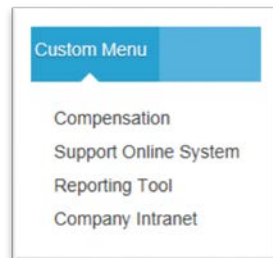 Custom Menu
Compensation
Support Online System
Reporting Tool
Company Intranet